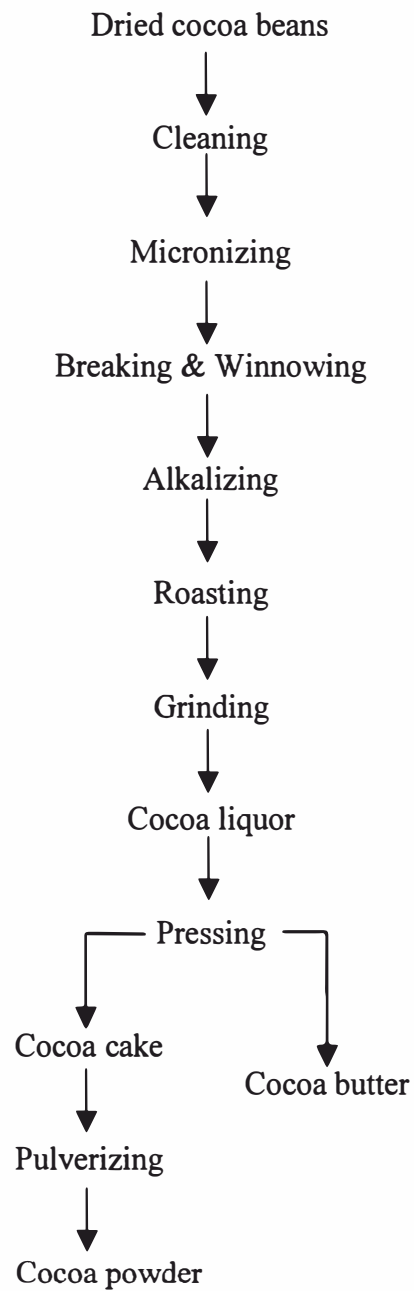 Dried cocoa beans
Cleaning
Micronizing
Breaking & Winnowing
Alkalizing
Roasting
Grinding
Cocoa liquor
Pressing
Cocoa cake
Cocoa butter
Pulverizing
Cocoa powder